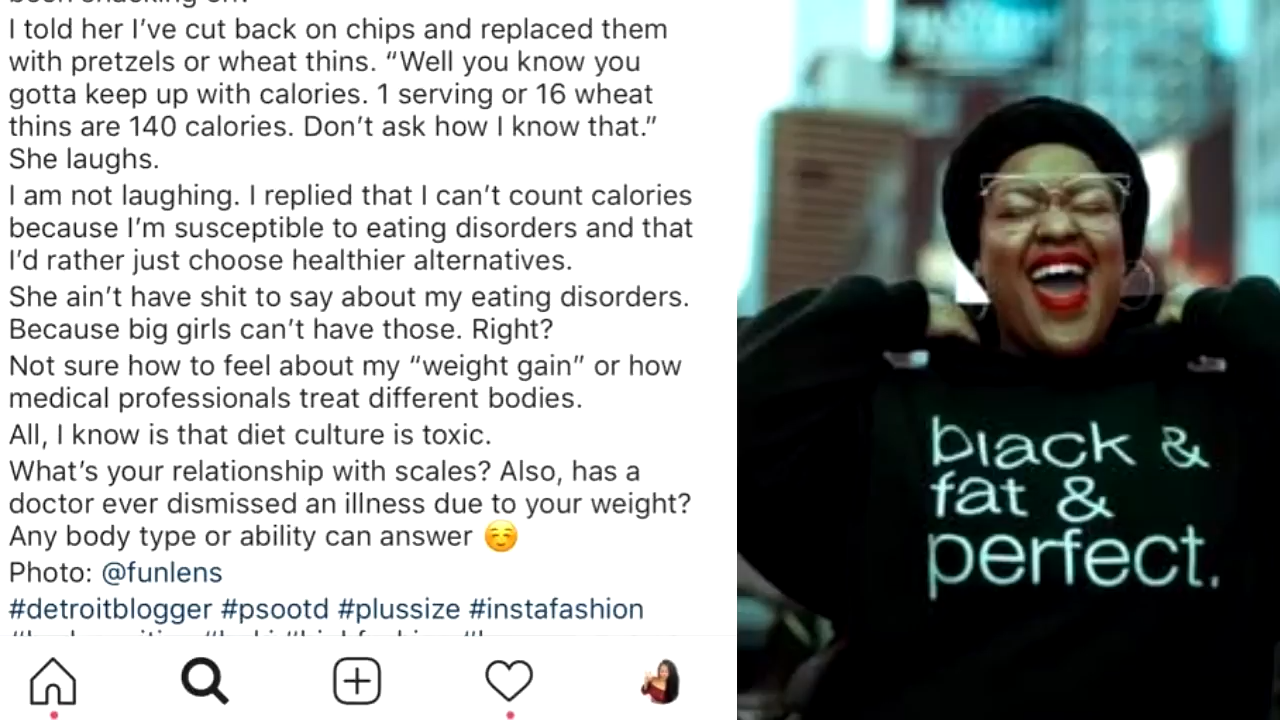 I told her I've cut back on chips and replaced them
with pretzels or wheat thins. “Well you know you
gotta keep up with calories. 1 serving or 16 wheat
thins are 140 calories. Don't ask how I know that.”
She laughs.
I am not laughing. I replied that I can't count calories
because I'm susceptible to eating disorders and that
I'd rather just choose healthier alternatives.
She ain't have shit to say about my eating disorders.
Because big girls can't have those. Right?
Not sure how to feel about my “weight gain” or how
medical professionals treat different bodies.
All, I know is that diet culture is toxic.
What's your relationship with scales? Also, has a
doctor ever dismissed an illness due to your weight?
Any body type or ability can answer ☺️
Photo: @funlens
#detroitblogger #psootd #plussize #instafashion
black &
fat &
perfect.